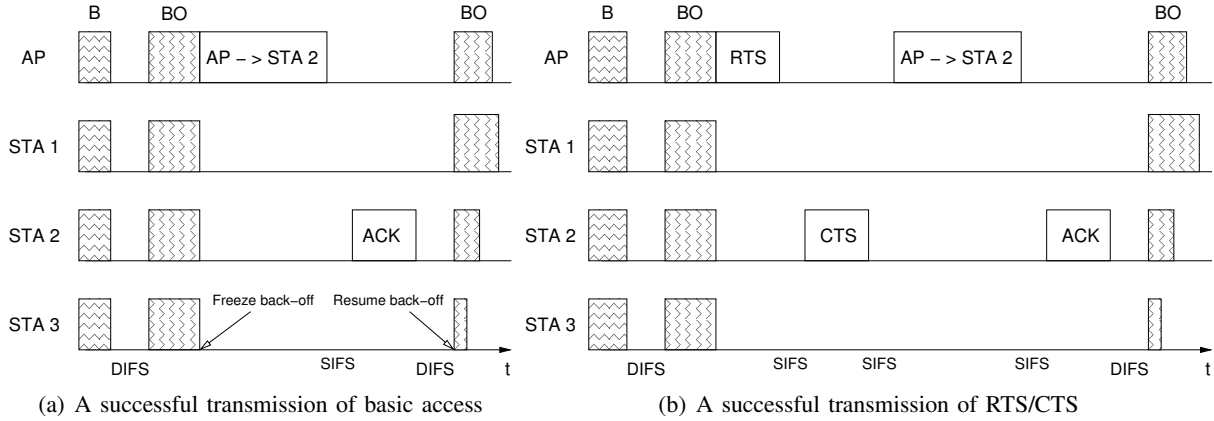 B BO BO
AP AP − > STA 2
STA 1
STA 2 ACK
STA 3 Freeze back−off Resume back−off
DIFS SIFS DIFS t
(a) A successful transmission of basic access
B BO BO
AP RTS AP − > STA 2
STA 1
STA 2 CTS ACK
STA 3
DIFS SIFS SIFS SIFS DIFS t
(b) A successful transmission of RTS/CTS